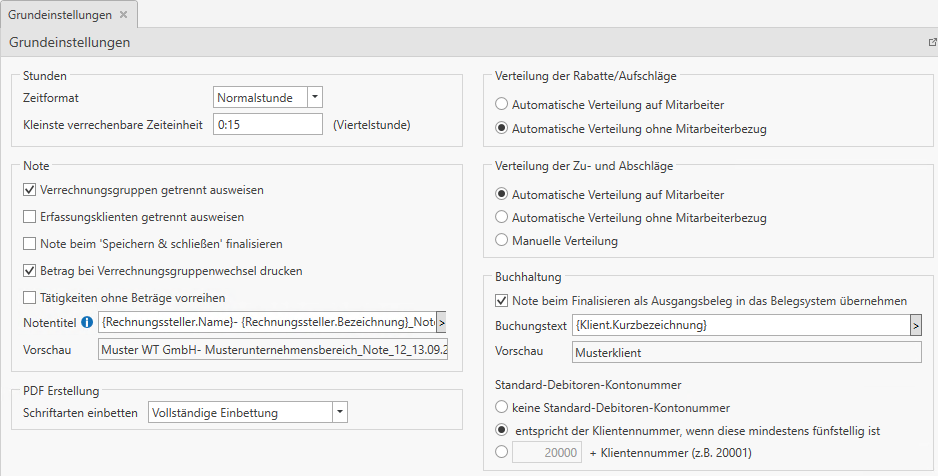 Grundeinstellungen
Grundeinstellungen
Stunden
Zeitformat Normalstunde
Kleinste verrechenbare Zeiteinheit 0:15 (Viertelstunde)
Note
Verrechnungsgruppen getrennt ausweisen
Erfassungsklienten getrennt ausweisen
Note beim 'Speichern & schließen' finalisieren
Betrag bei Verrechnungsgruppenwechsel drucken
Tätigkeiten ohne Beträge vorreihen
Notentitel {Rechnungssteller.Name}- {Rechnungssteller.Bezeichnung}_Not
Vorschau Muster WT GmbH- Musterunternehmensbereich_Note_12_13.09.2
PDF Erstellung
Schriftarten einbetten Vollständige Einbettung
Verteilung der Rabatte/Aufschläge
Automatische Verteilung auf Mitarbeiter
Automatische Verteilung ohne Mitarbeiterbezug
Verteilung der Zu- und Abschläge
Automatische Verteilung auf Mitarbeiter
Automatische Verteilung ohne Mitarbeiterbezug
Manuelle Verteilung
Buchhaltung
Note beim Finalisieren als Ausgangsbeleg in das Belegsystem übernehmen
Buchungstext {Klient.Kurzbezeichnung}
Vorschau Musterklient
Standard-Debitoren-Kontonummer
keine Standard-Debitoren-Kontonummer
entspricht der Klientennummer, wenn diese mindestens fünfstellig ist
20000 + Klientennummer (z.B. 20001)